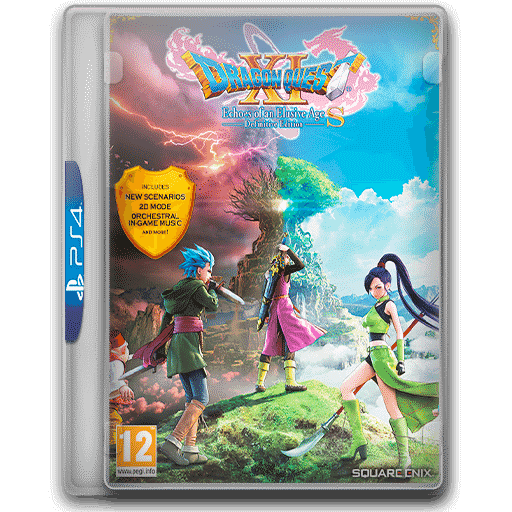 DRAGON QUEST
XI
Echoes of an Elusive Age
S
Definitive Edition
INCLUDES
NEW SCENARIOS
2D MODE
ORCHESTRAL
IN-GAME MUSIC
AND MORE!
PS4
12
www.pegi.info
SQUARE ENIX